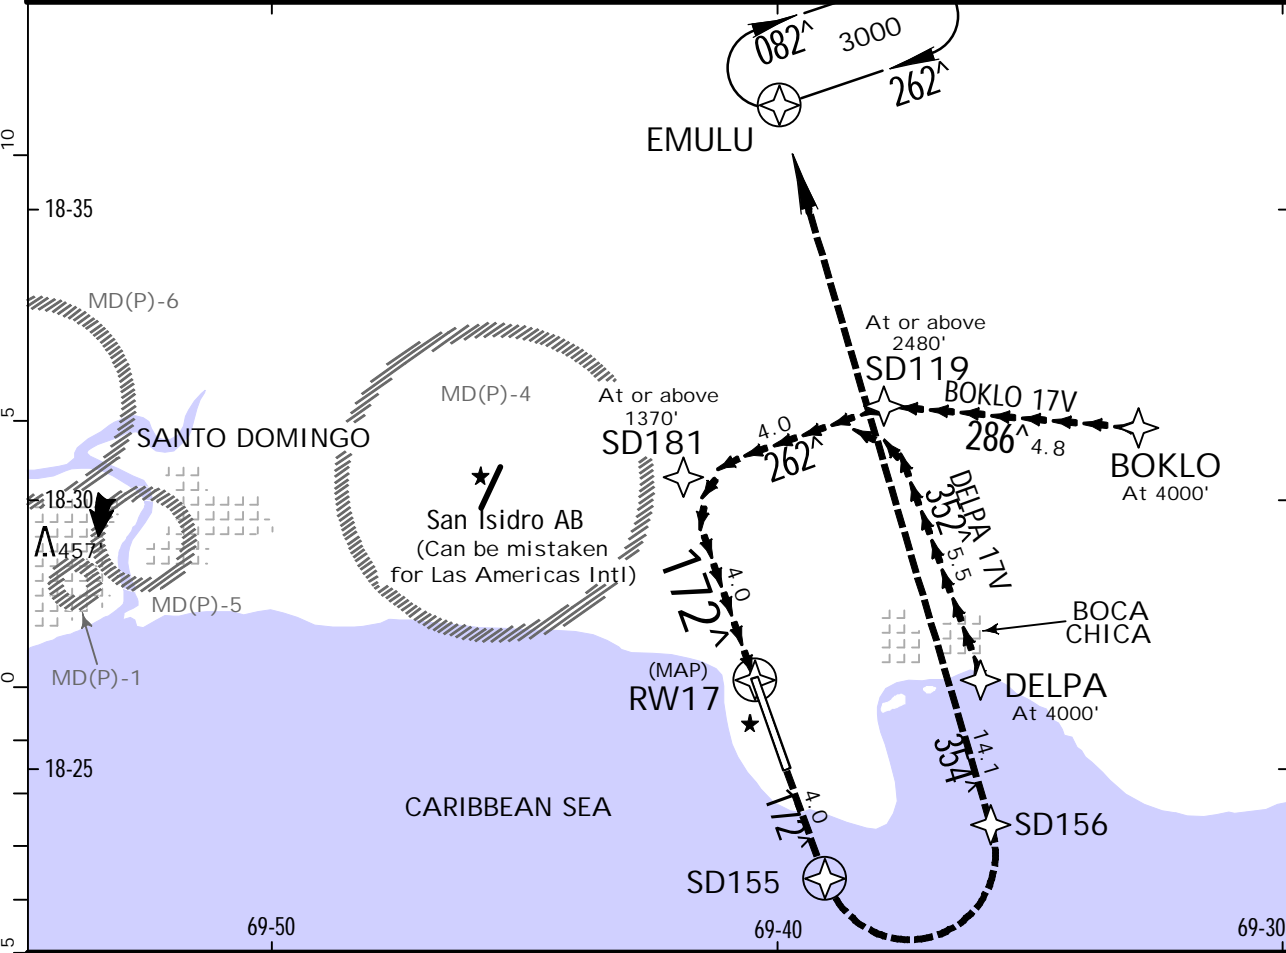 082^
3000
262^
EMULU
10
18-35
MD(P)-6
At or above
2480'
SD119
MD(P)-4
At or above
1370'
SD181
BOKLO 17V
286^
4.8
BOKLO
At 4000'
5
SANTO DOMINGO
4.0
262^
DELPA 17V
352^
5.5
18-30
San Isidro AB
(Can be mistaken
for Las Americas Intl)
457'
172^
4.0
MD(P)-5
BOCA
CHICA
MD(P)-1
0
(MAP)
RW17
DELPA
At 4000'
18-25
354^
14.1
CARIBBEAN SEA
172^
4.0
SD156
SD155
69-50
69-40
69-30
5